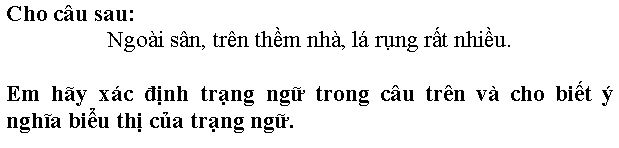 Cho câu sau:
Ngoài sân, trên thềm nhà, lá rụng rất nhiều.
Em hãy xác định trạng ngữ trong câu trên và cho biết ý
nghĩa biểu thị của trạng ngữ.